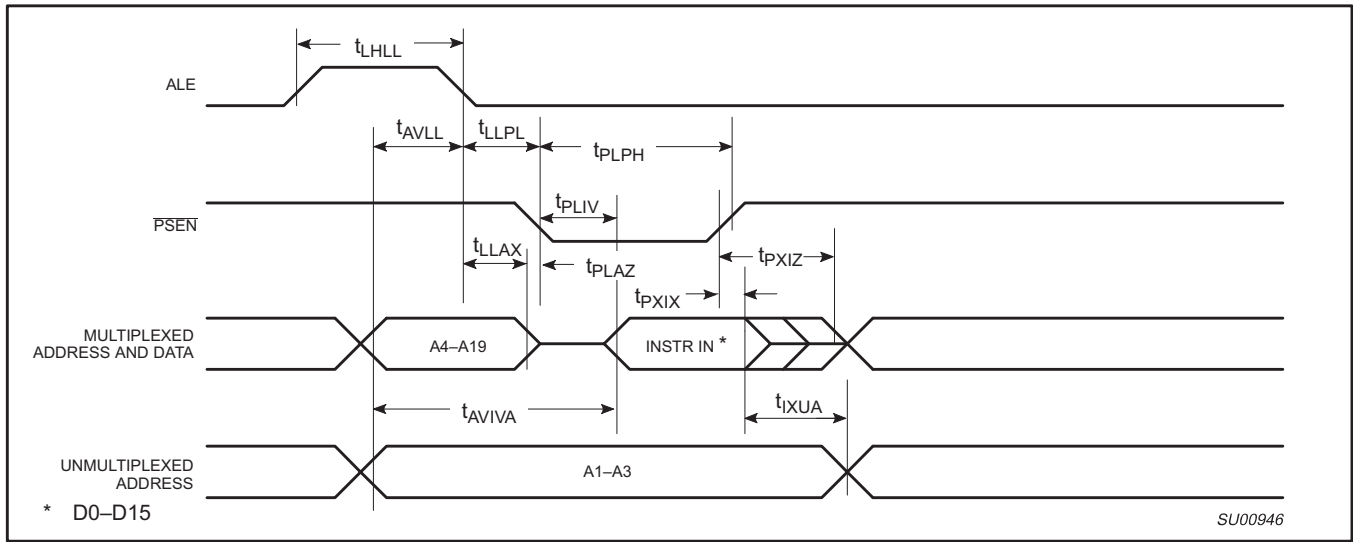 tLHLL
ALE
tAVLL
tLLPL
tPLPH
PSEN
tPLIV
tLLAX
tPLAZ
tPXIZ
tPXIX
MULTIPLEXED
ADDRESS AND DATA
A4–A19
INSTR IN *
tAVIVA
tIXUA
UNMULTIPLEXED
ADDRESS
A1–A3
* D0–D15
SU00946